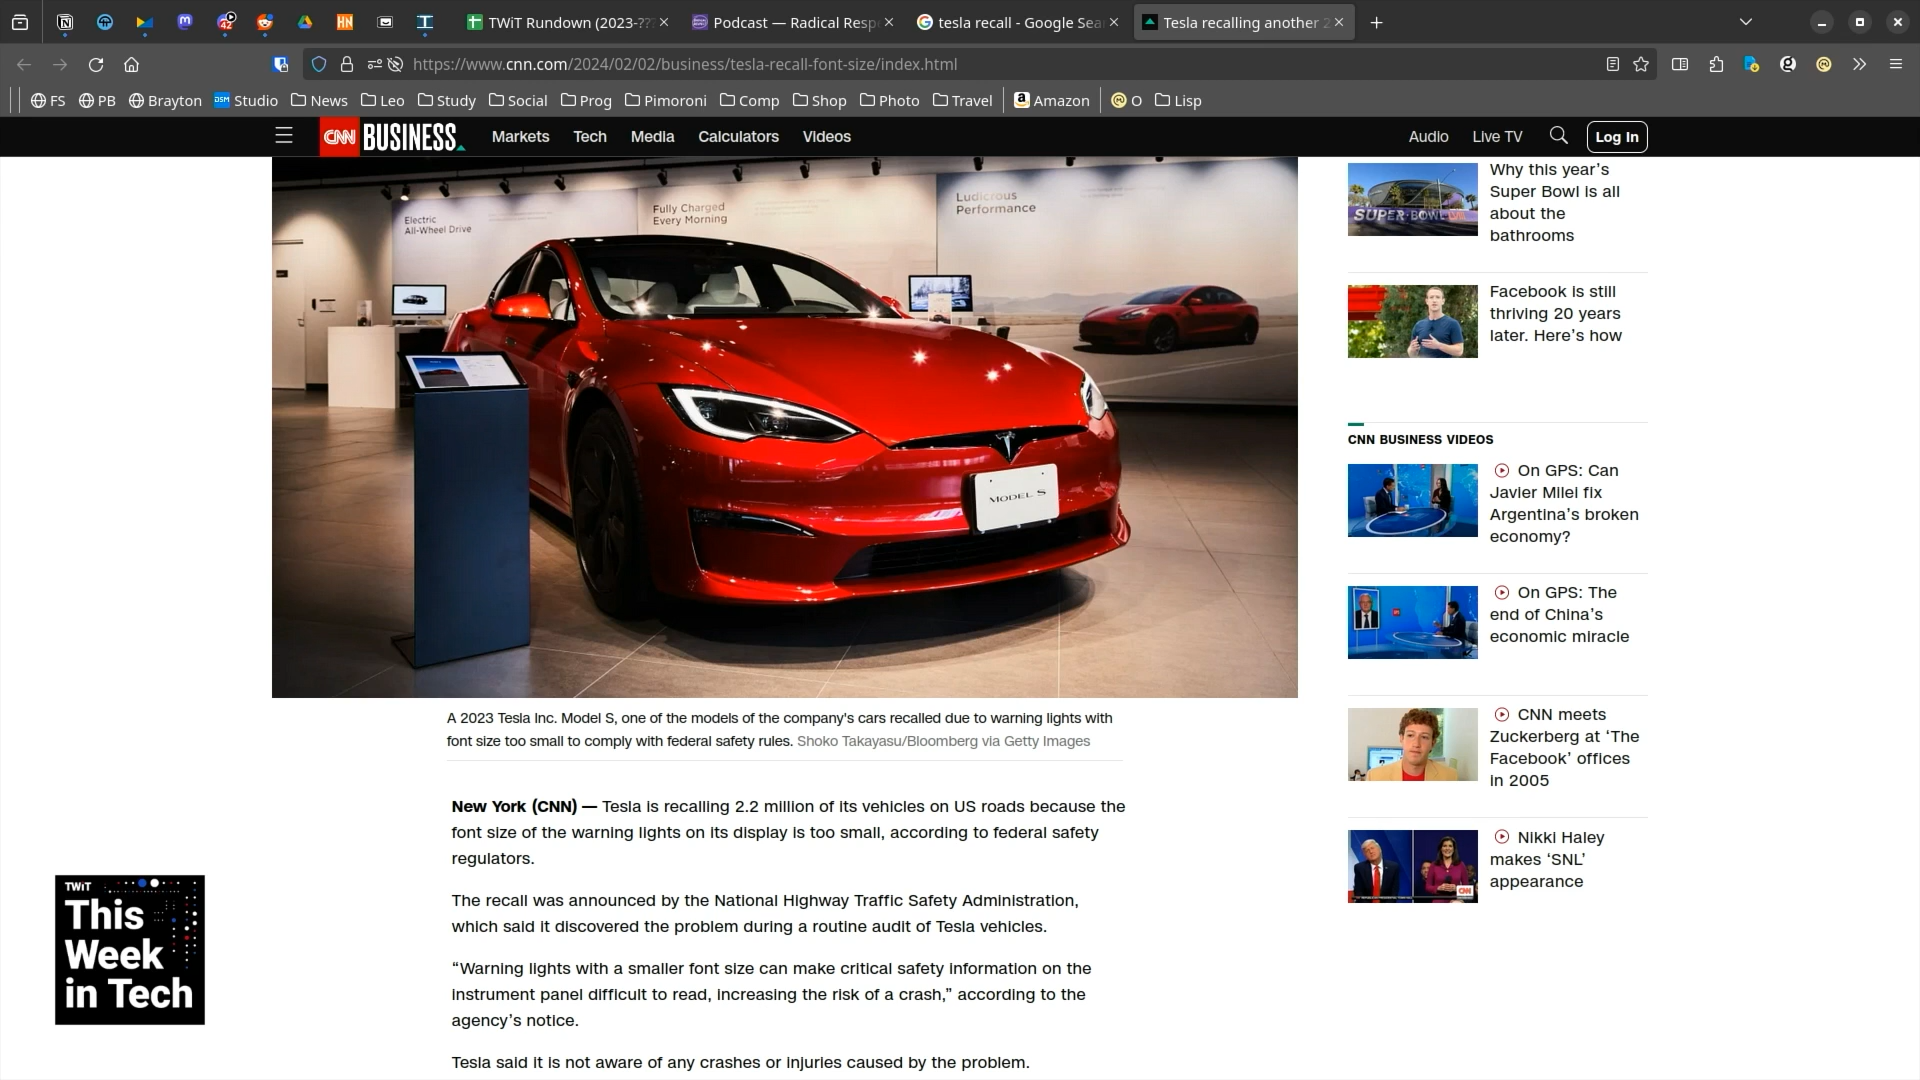 TWiT Rundown (2023-???
Podcast — Radical Resp
tesla recall - Google Sea
Tesla recalling another 2
https://www.cnn.com/2024/02/02/business/tesla-recall-font-size/index.html
FS PB Brayton DSM Studio News Leo Study Social Prog Pimoroni Comp Shop Photo Travel Amazon O Lisp
CNN BUSINESS Markets Tech Media Calculators Videos Audio Live TV Log In
Electric
All-Wheel Drive
Fully Charged
Every Morning
Ludicrous
Performance
MODEL S
A 2023 Tesla Inc. Model S, one of the models of the company's cars recalled due to warning lights with
font size too small to comply with federal safety rules. Shoko Takayasu/Bloomberg via Getty Images
New York (CNN) — Tesla is recalling 2.2 million of its vehicles on US roads because the
font size of the warning lights on its display is too small, according to federal safety
regulators.
The recall was announced by the National Highway Traffic Safety Administration,
which said it discovered the problem during a routine audit of Tesla vehicles.
“Warning lights with a smaller font size can make critical safety information on the
instrument panel difficult to read, increasing the risk of a crash,” according to the
agency’s notice.
Tesla said it is not aware of any crashes or injuries caused by the problem.
Why this year’s
Super Bowl is all
about the
bathrooms
SUPER BOWL
Facebook is still
thriving 20 years
later. Here’s how
CNN BUSINESS VIDEOS
On GPS: Can
Javier Milei fix
Argentina’s broken
economy?
On GPS: The
end of China’s
economic miracle
CNN meets
Zuckerberg at ‘The
Facebook’ offices
in 2005
Nikki Haley
makes ‘SNL’
appearance
CNN
TWiT
This
Week
in Tech